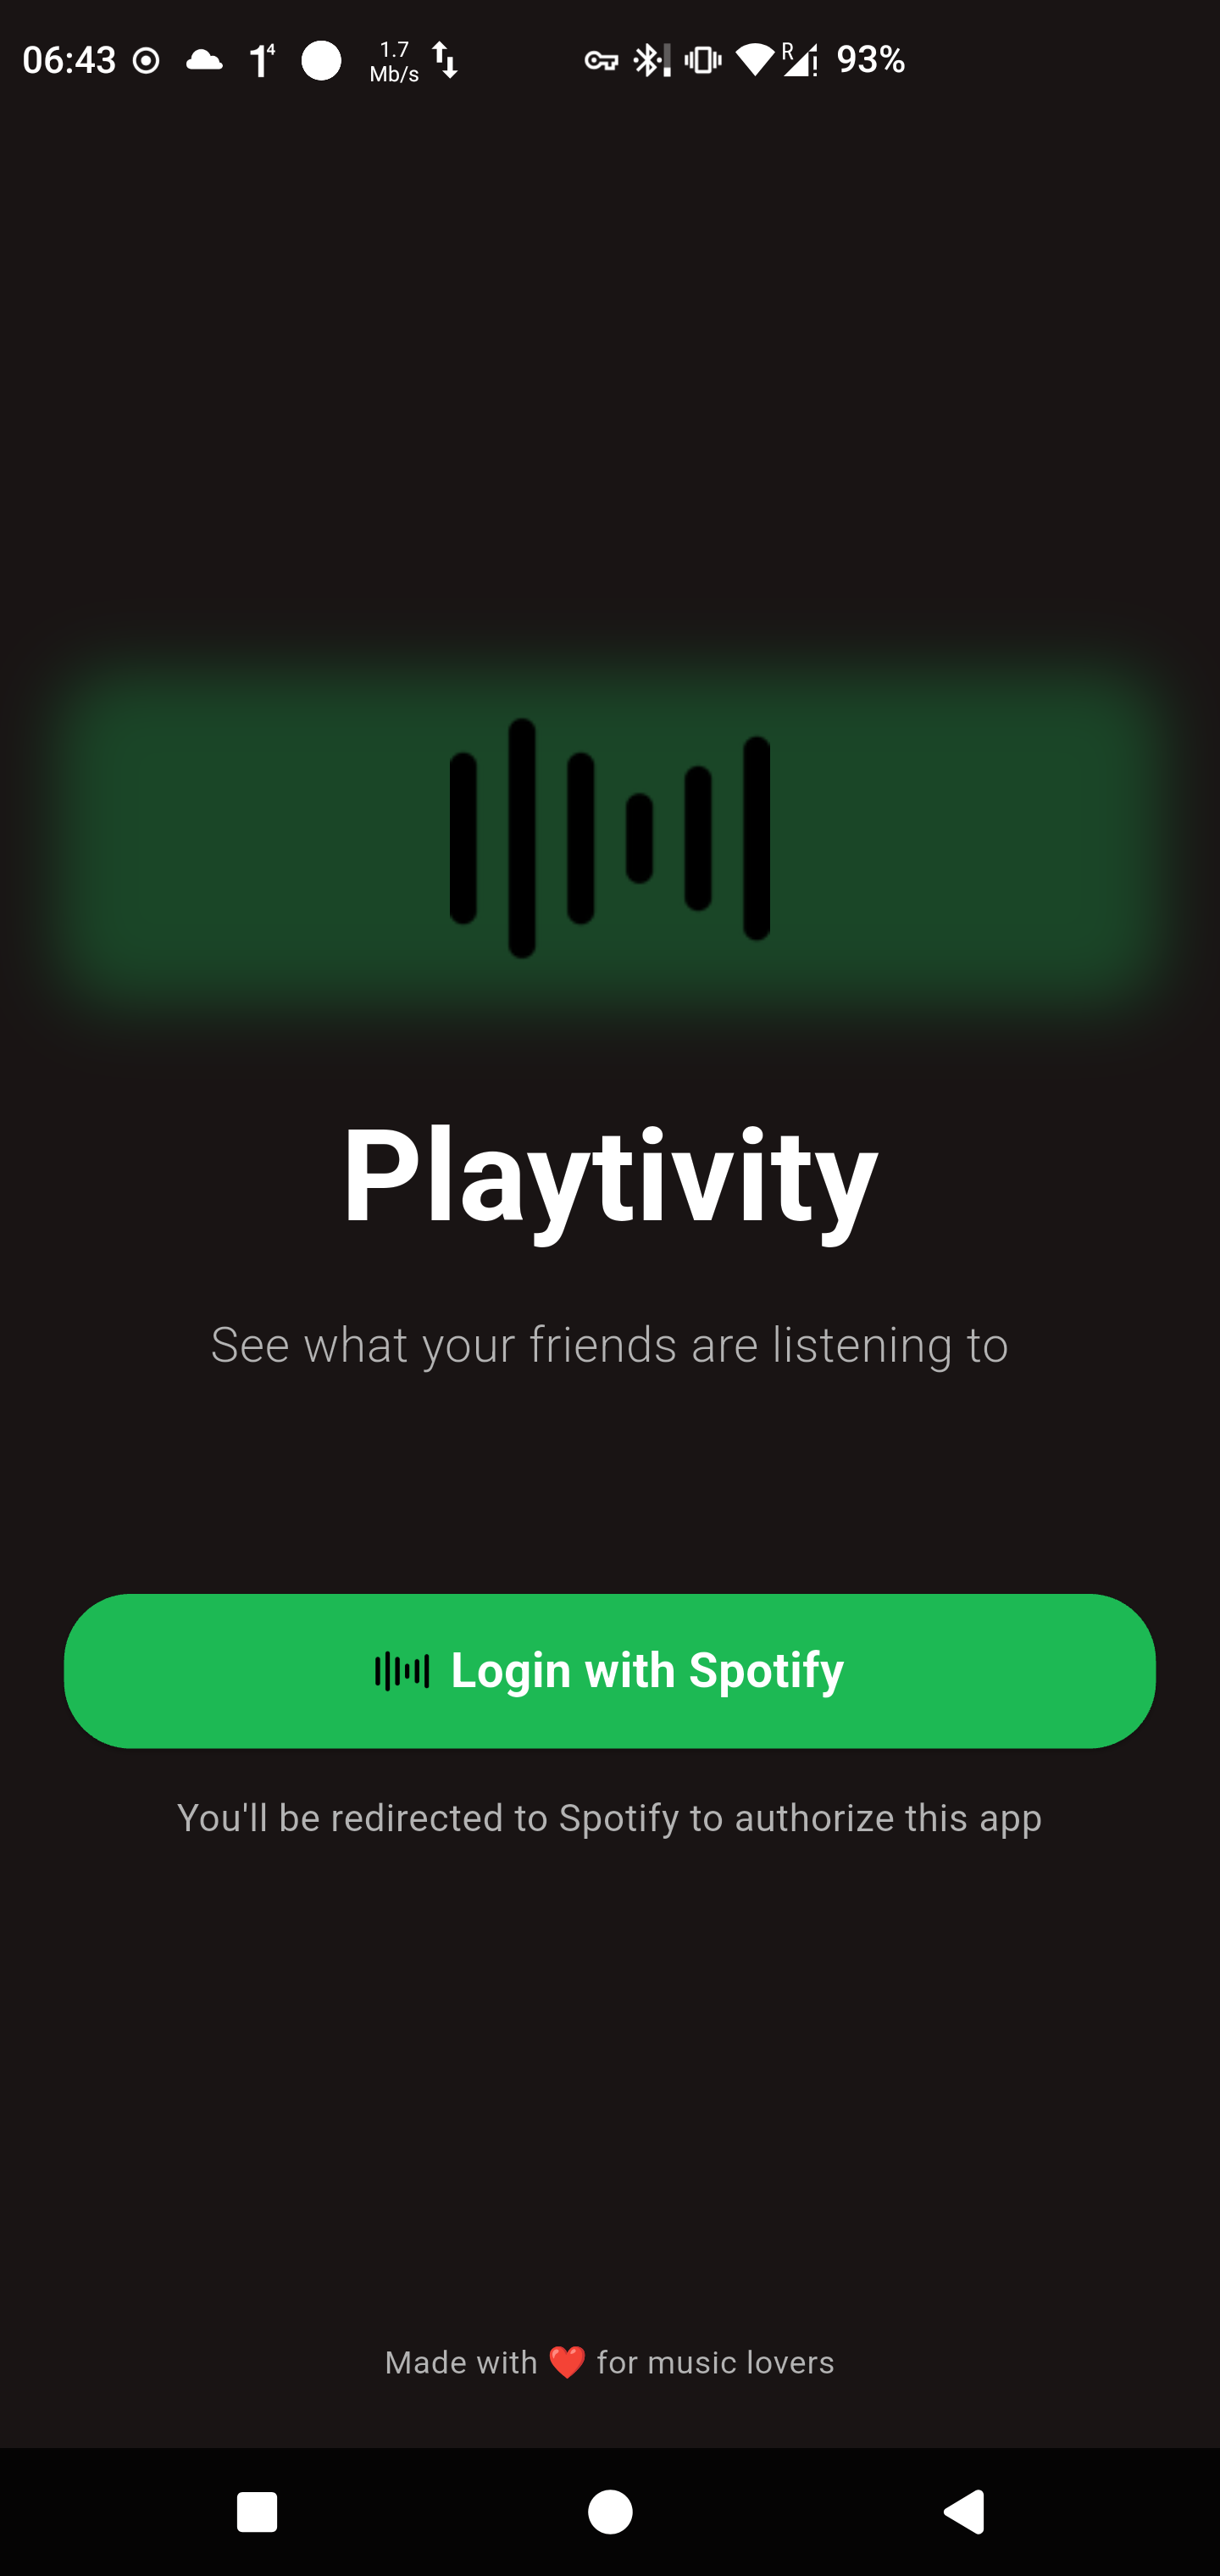 06:43 1⁴ 1.7 Mb/s R 93%
Playtivity
See what your friends are listening to
Login with Spotify
You'll be redirected to Spotify to authorize this app
Made with ❤️ for music lovers